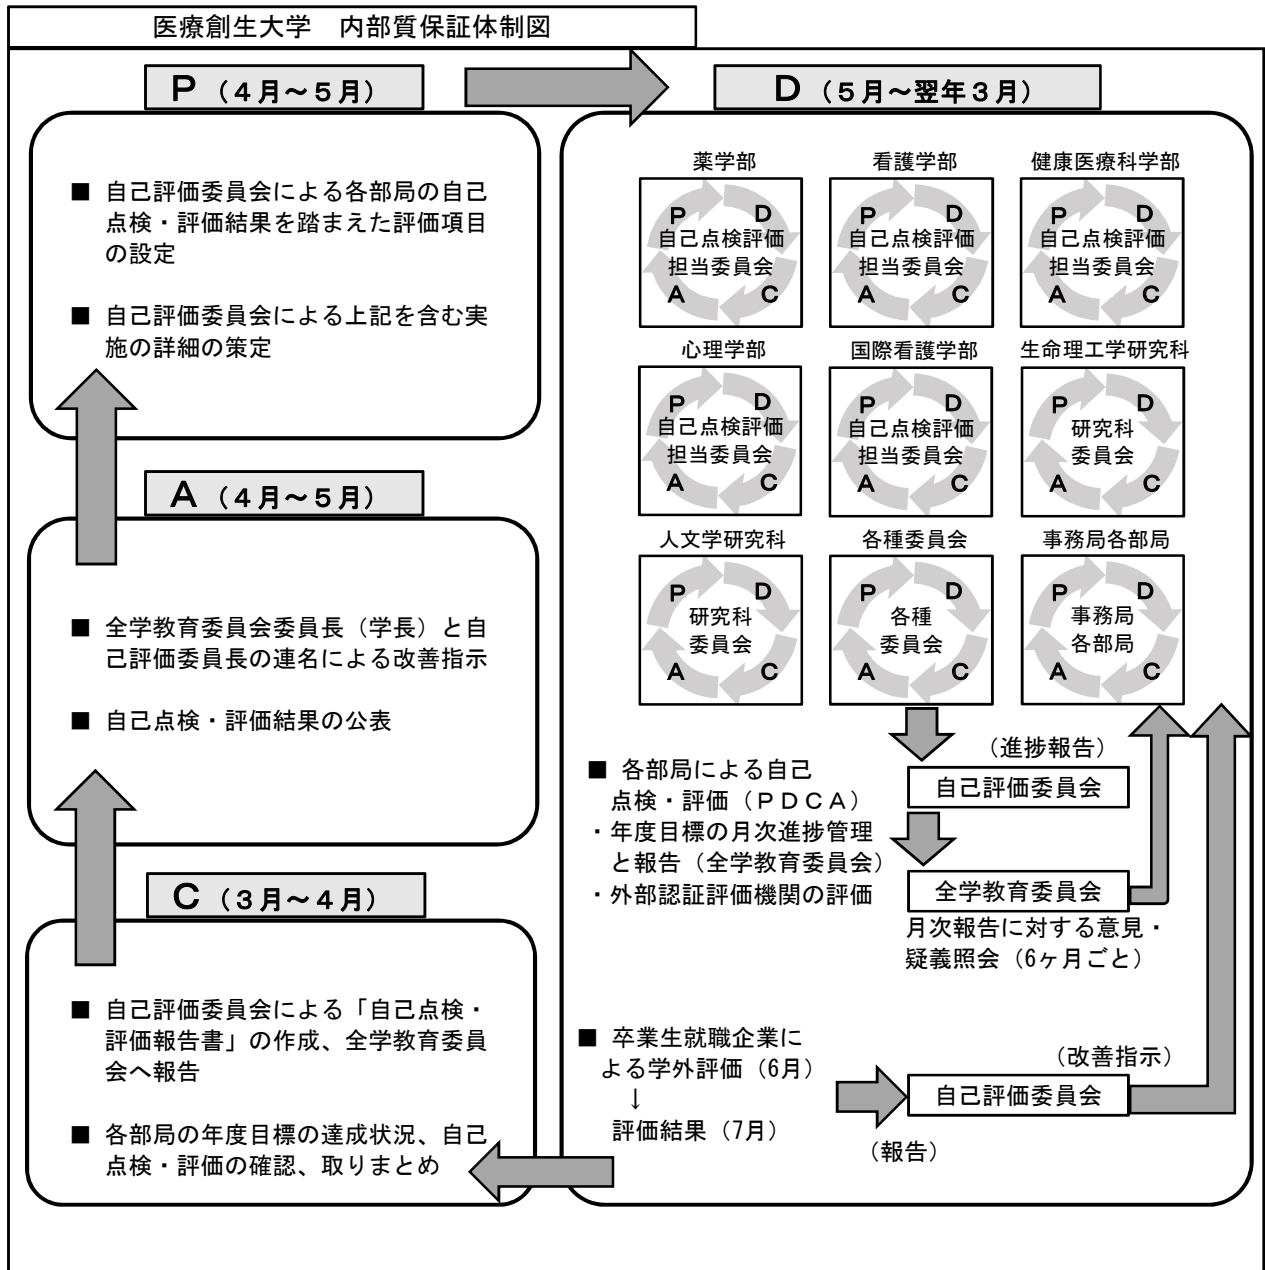 医療創生大学　内部質保証体制図
P（４月～５月）
■ 自己評価委員会による各部局の自己
点検・評価結果を踏まえた評価項目
の設定
■ 自己評価委員会による上記を含む実
施の詳細の策定
A（４月～５月）
■ 全学教育委員会委員長（学長）と自
己評価委員長の連名による改善指示
■ 自己点検・評価結果の公表
C（３月～４月）
■ 自己評価委員会による「自己点検・
評価報告書」の作成、全学教育委員
会へ報告
■ 各部局の年度目標の達成状況、自己
点検・評価の確認、取りまとめ
D（５月～翌年３月）
薬学部
P D
自己点検評価
担当委員会
A C
看護学部
P D
自己点検評価
担当委員会
A C
健康医療科学部
P D
自己点検評価
担当委員会
A C
心理学部
P D
自己点検評価
担当委員会
A C
国際看護学部
P D
自己点検評価
担当委員会
A C
生命理工学研究科
P D
研究科
委員会
A C
人文学研究科
P D
研究科
委員会
A C
各種委員会
P D
各種
委員会
A C
事務局各部局
P D
事務局
各部局
A C
■ 各部局による自己
点検・評価（ＰＤＣＡ）
・年度目標の月次進捗管理
と報告（全学教育委員会）
・外部認証評価機関の評価
（進捗報告）
自己評価委員会
全学教育委員会
月次報告に対する意見・
疑義照会（6ヶ月ごと）
■ 卒業生就職企業に
よる学外評価（6月）
↓
評価結果（7月）
（報告）
（改善指示）
自己評価委員会